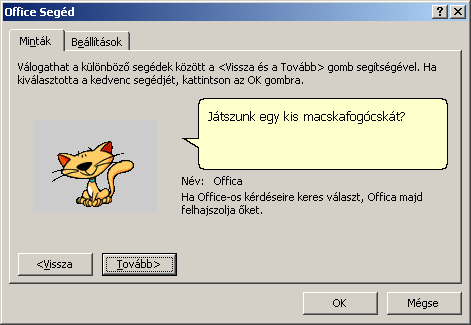 Office Segéd
Minták
Beállítások
Válogathat a különböző segédek között a <Vissza és a Tovább> gomb segítségével. Ha
kiválasztotta a kedvenc segédjét, kattintson az OK gombra.
Játszunk egy kis macskafogócskát?
Név: Offica
Ha Office-os kérdéseire keres választ, Offica majd
felhajszolja őket.
<Vissza
Tovább>
OK
Mégse